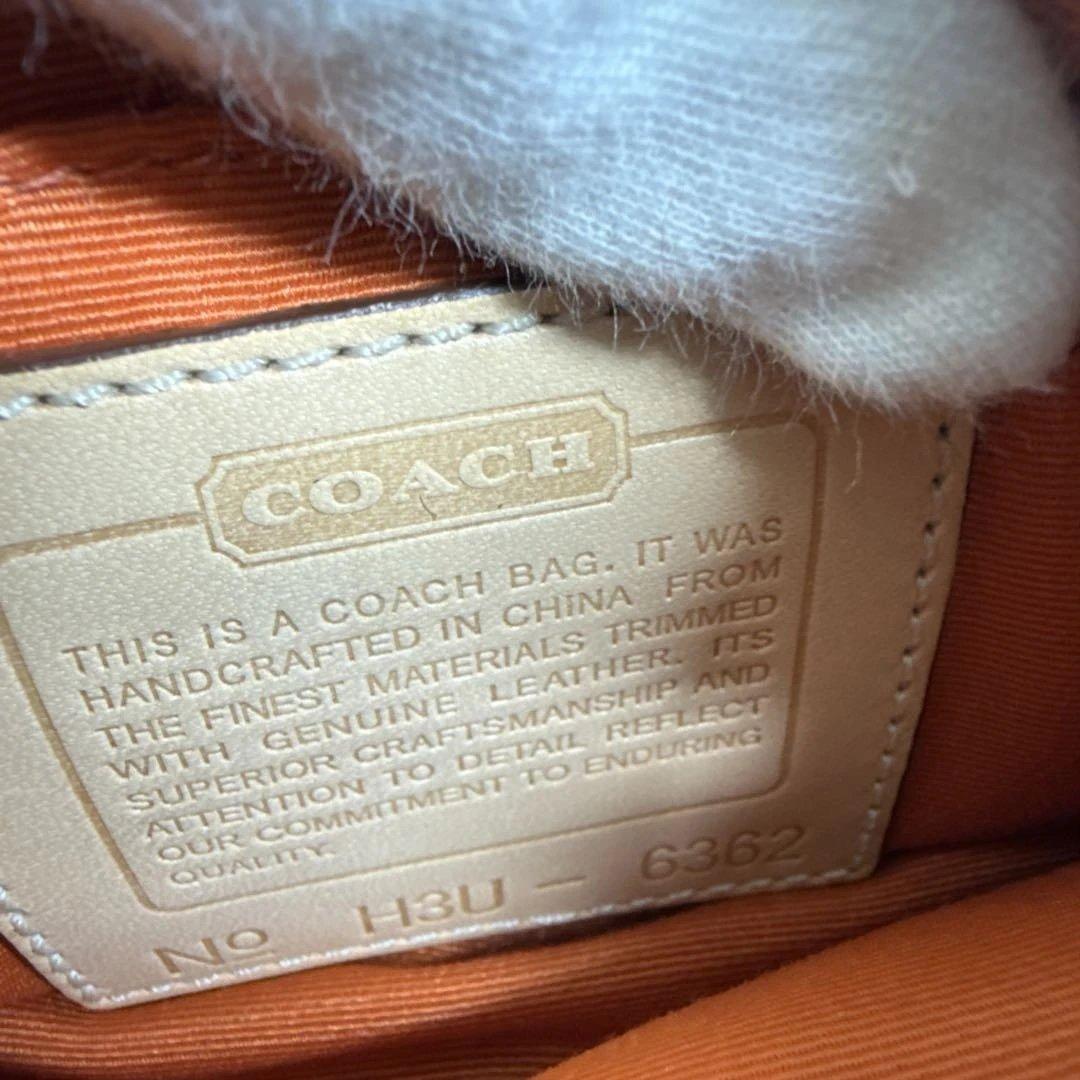 COACH
THIS IS A COACH BAG. IT WAS
HANDCRAFTED IN CHINA FROM
THE FINEST MATERIALS TRIMMED
WITH GENUINE LEATHER. ITS
SUPERIOR CRAFTSMANSHIP AND
ATTENTION TO DETAIL REFLECT
OUR COMMITMENT TO ENDURING
QUALITY.
Nº H3U - 6362